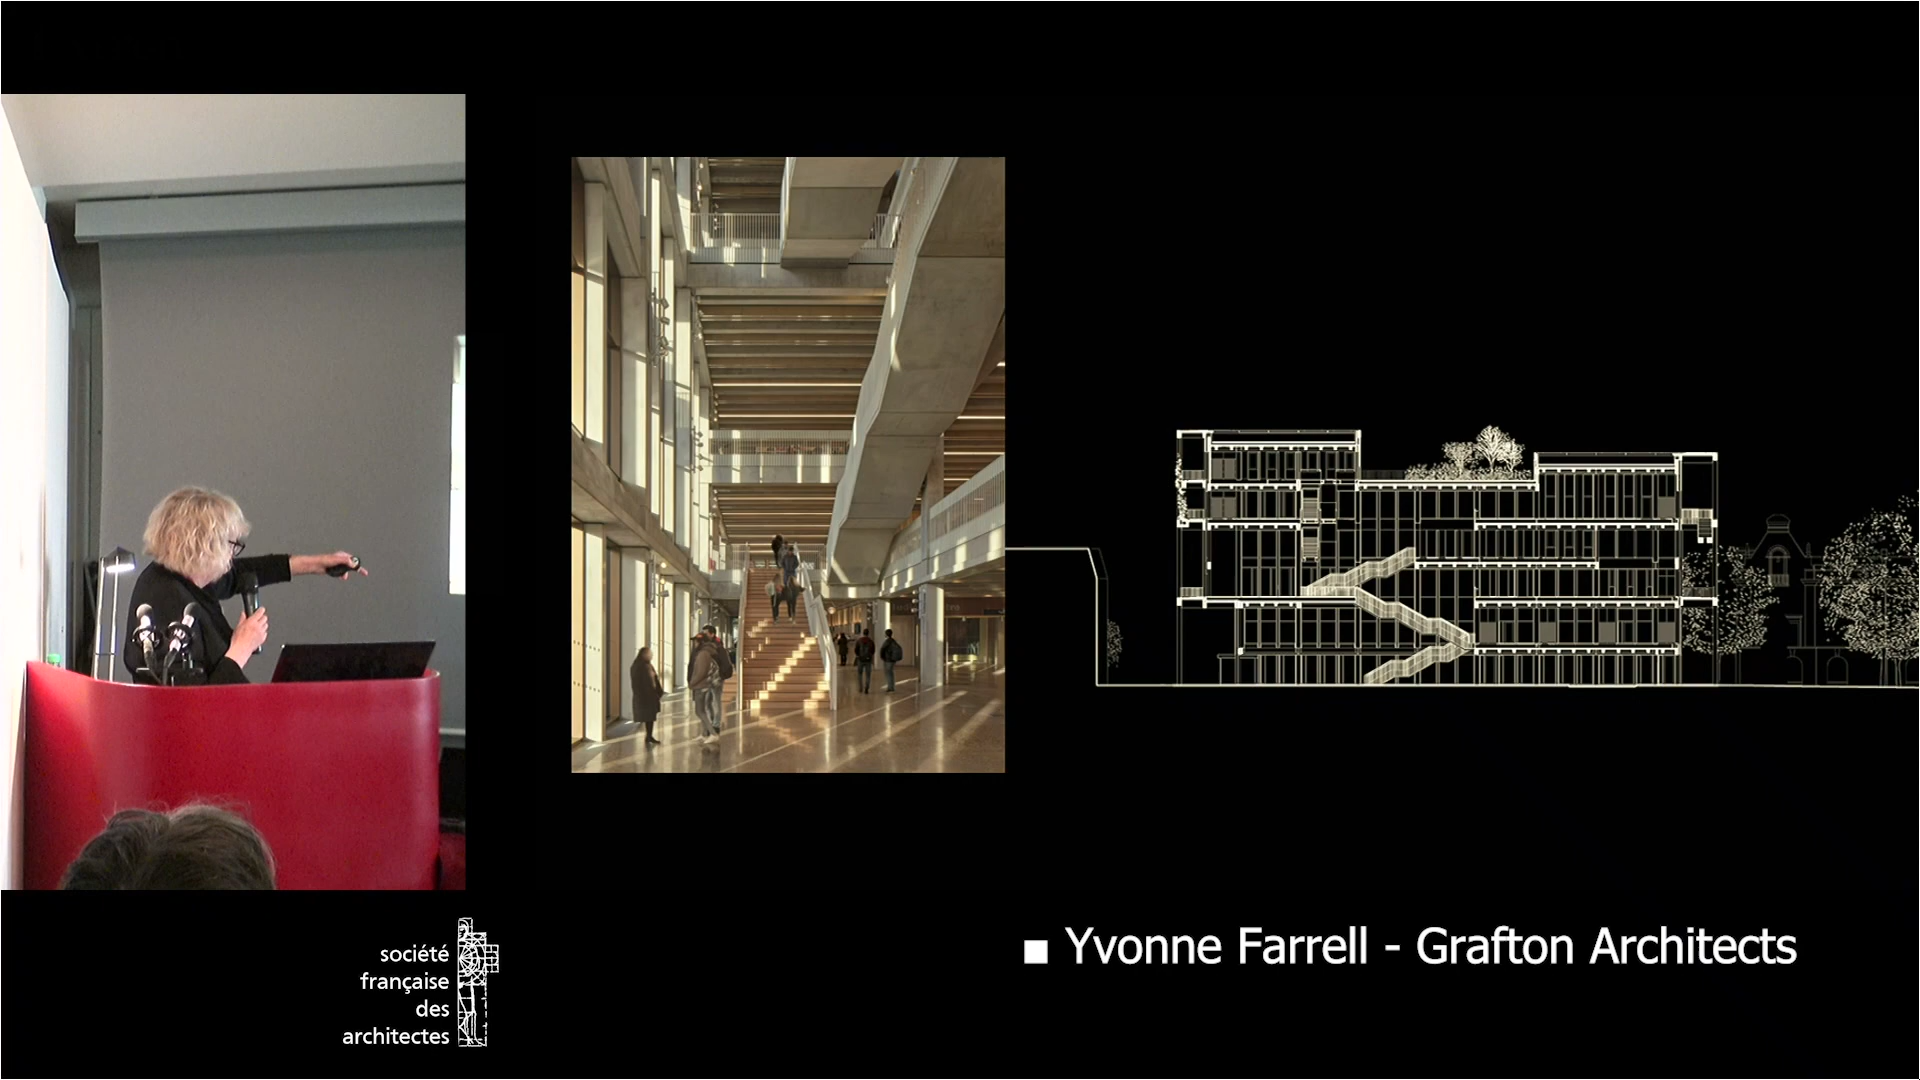 société
française
des
architectes
Yvonne Farrell - Grafton Architects